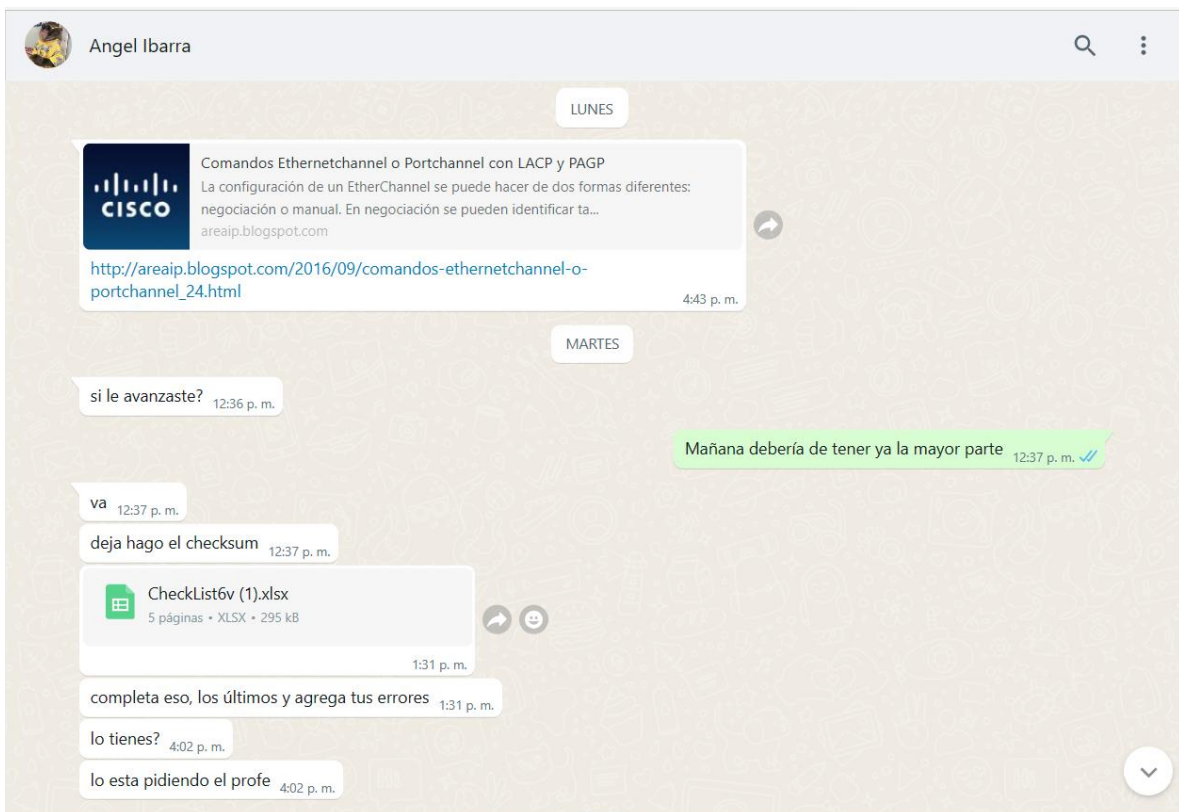 Angel Ibarra
LUNES
Comandos Ethernetchannel o Portchannel con LACP y PAGP
La configuración de un EtherChannel se puede hacer de dos formas diferentes:
negociación o manual. En negociación se pueden identificar ta...
areaip.blogspot.com
CISCO
http://areaip.blogspot.com/2016/09/comandos-ethernetchannel-o-
portchannel_24.html
4:43 p. m.
MARTES
si le avanzaste? 12:36 p. m.
Mañana debería de tener ya la mayor parte 12:37 p. m.
va 12:37 p. m.
deja hago el checksum 12:37 p. m.
CheckList6v (1).xlsx
5 páginas • XLSX • 295 kB
1:31 p. m.
completa eso, los últimos y agrega tus errores 1:31 p. m.
lo tienes? 4:02 p. m.
lo esta pidiendo el profe 4:02 p. m.